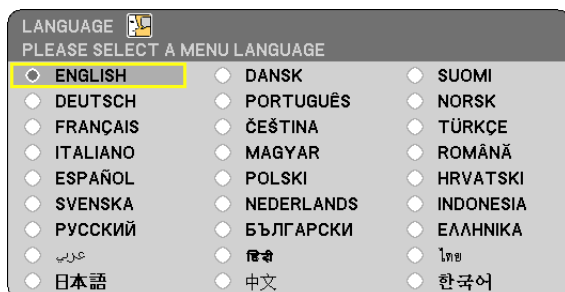 LANGUAGE
PLEASE SELECT A MENU LANGUAGE
ENGLISH DANSK SUOMI
DEUTSCH PORTUGUÊS NORSK
FRANÇAIS ČEŠTINA TÜRKÇE
ITALIANO MAGYAR ROMÂNĂ
ESPAÑOL POLSKI HRVATSKI
SVENSKA NEDERLANDS INDONESIA
РУССКИЙ БЪЛГАРСКИ ΕΛΛΗΝΙΚΑ
عربي हिंदी ไทย
日本語 中文 한국어